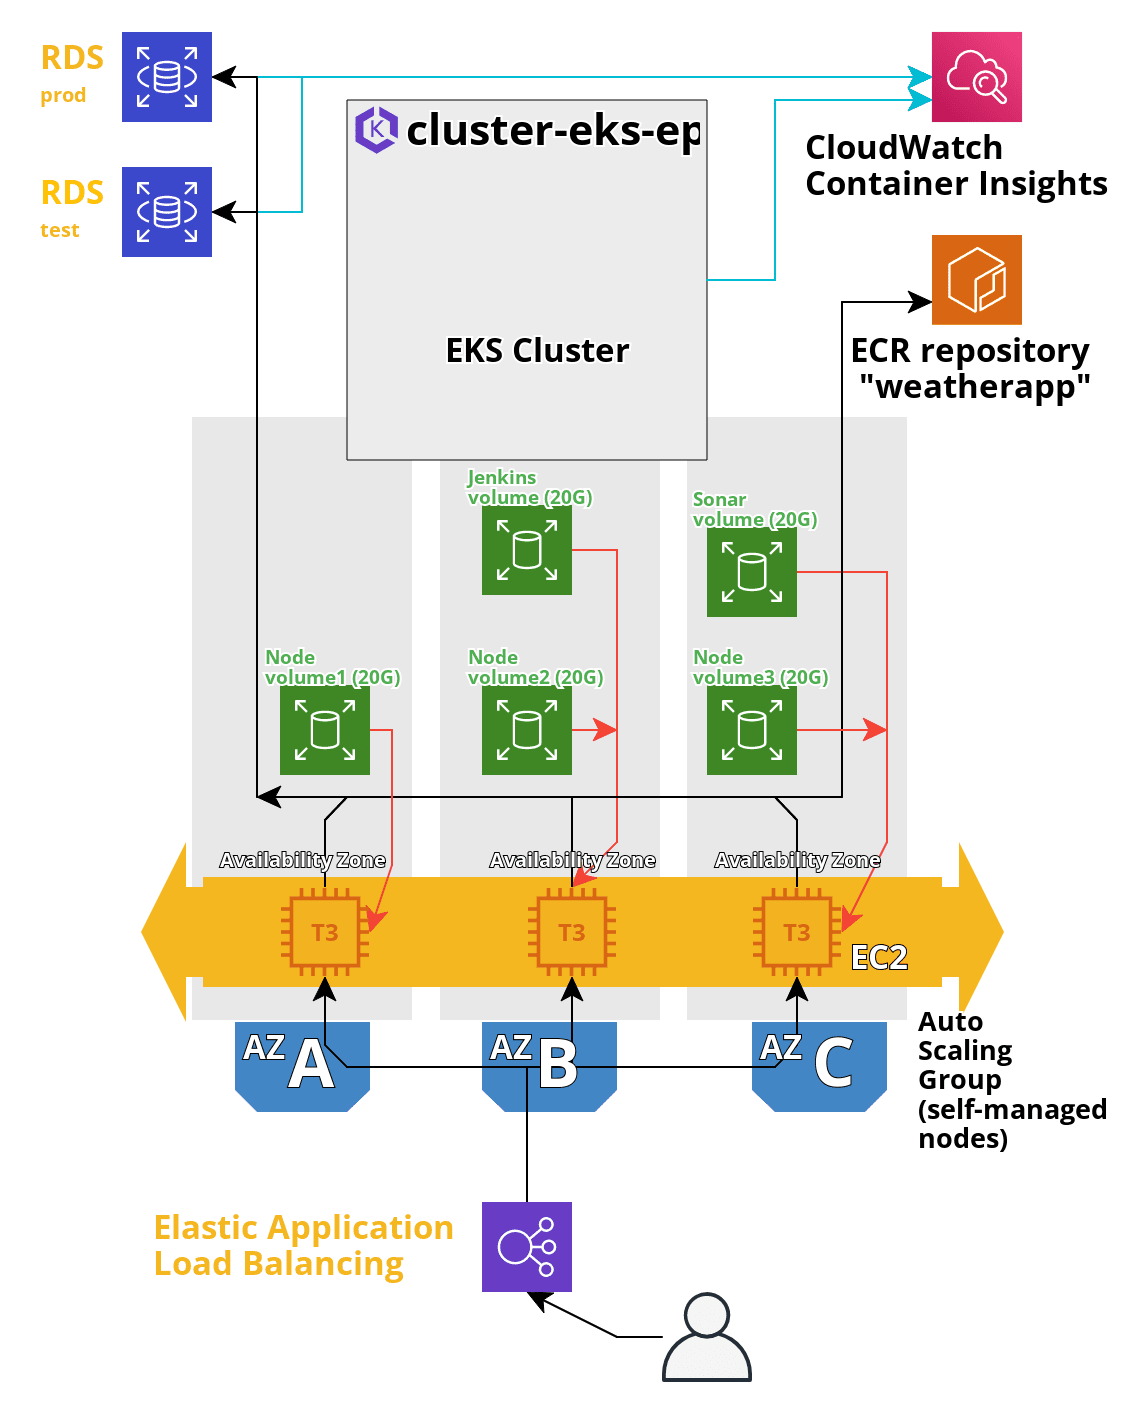 RDS
prod
RDS
test
cluster-eks-ep
EKS Cluster
CloudWatch
Container Insights
ECR repository
"weatherapp"
Jenkins
volume (20G)
Sonar
volume (20G)
Node
volume1 (20G)
Node
volume2 (20G)
Node
volume3 (20G)
Availability Zone
Availability Zone
Availability Zone
T3
T3
T3
EC2
AZ A
AZ B
AZ C
Auto
Scaling
Group
(self-managed
nodes)
Elastic Application
Load Balancing